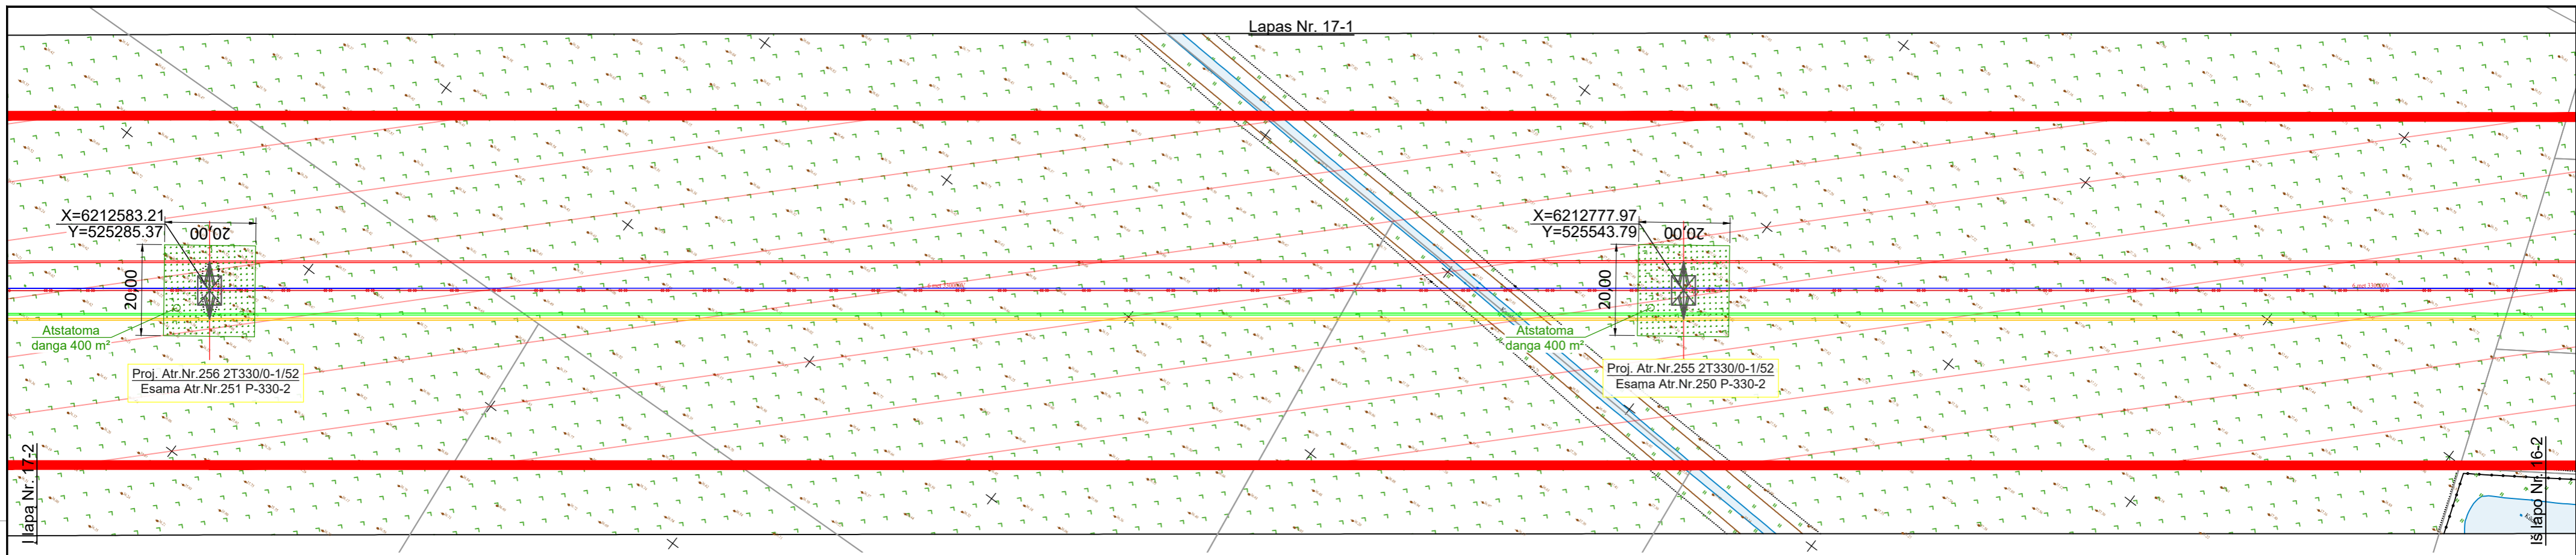 Lapas Nr. 17-1
X=6212583.21
Y=525285.37
20,00
20,00
Atstatoma
danga 400 m²
Proj. Atr.Nr.256 2T330/0-1/52
Esama Atr.Nr.251 P-330-2
Į lapą Nr. 17-2
X=6212777.97
Y=525543.79
20,00
20,00
Atstatoma
danga 400 m²
Proj. Atr.Nr.255 2T330/0-1/52
Esama Atr.Nr.250 P-330-2
Iš lapo Nr. 16-2